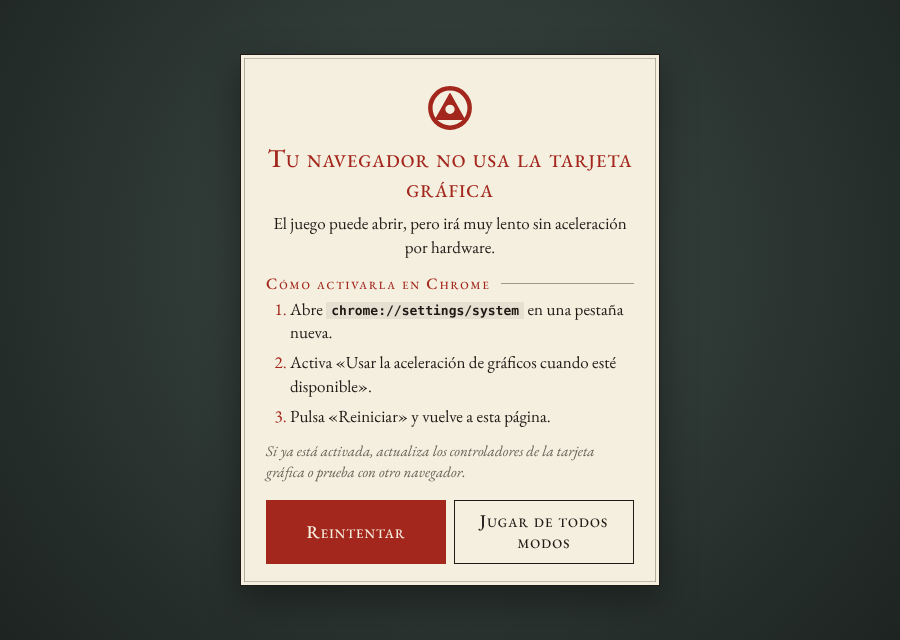 Tu navegador no usa la tarjeta
gráfica
El juego puede abrir, pero irá muy lento sin aceleración
por hardware.
Cómo activarla en Chrome
1. Abre chrome://settings/system en una pestaña
nueva.
2. Activa «Usar la aceleración de gráficos cuando esté
disponible».
3. Pulsa «Reiniciar» y vuelve a esta página.
Si ya está activada, actualiza los controladores de la tarjeta
gráfica o prueba con otro navegador.
Reintentar
Jugar de todos
modos